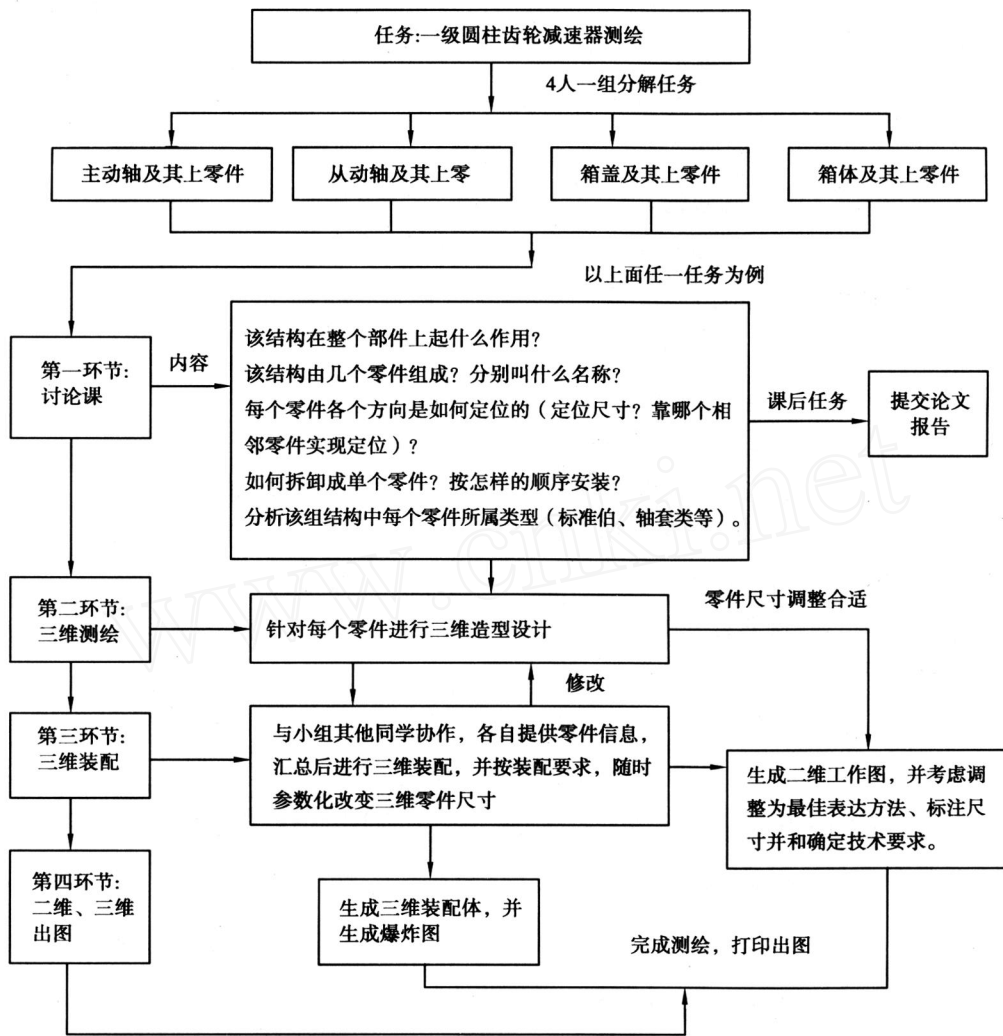 任务:一级圆柱齿轮减速器测绘
4人一组分解任务
主动轴及其上零件
从动轴及其上零
箱盖及其上零件
箱体及其上零件
以上面任一任务为例
第一环节:
讨论课
内容
该结构在整个部件上起什么作用?
该结构由几个零件组成?分别叫什么名称?
每个零件各个方向是如何定位的(定位尺寸?靠哪个相
邻零件实现定位)?
如何拆卸成单个零件?按怎样的顺序安装?
分析该组结构中每个零件所属类型(标准伯、轴套类等)。
课后任务
提交论文
报告
第二环节:
三维测绘
针对每个零件进行三维造型设计
零件尺寸调整合适
修改
第三环节:
三维装配
与小组其他同学协作,各自提供零件信息,
汇总后进行三维装配,并按装配要求,随时
参数化改变三维零件尺寸
生成二维工作图,并考虑调
整为最佳表达方法、标注尺
寸并和确定技术要求。
第四环节:
二维、三维
出图
生成三维装配体,并
生成爆炸图
完成测绘,打印出图
www.cnki.net